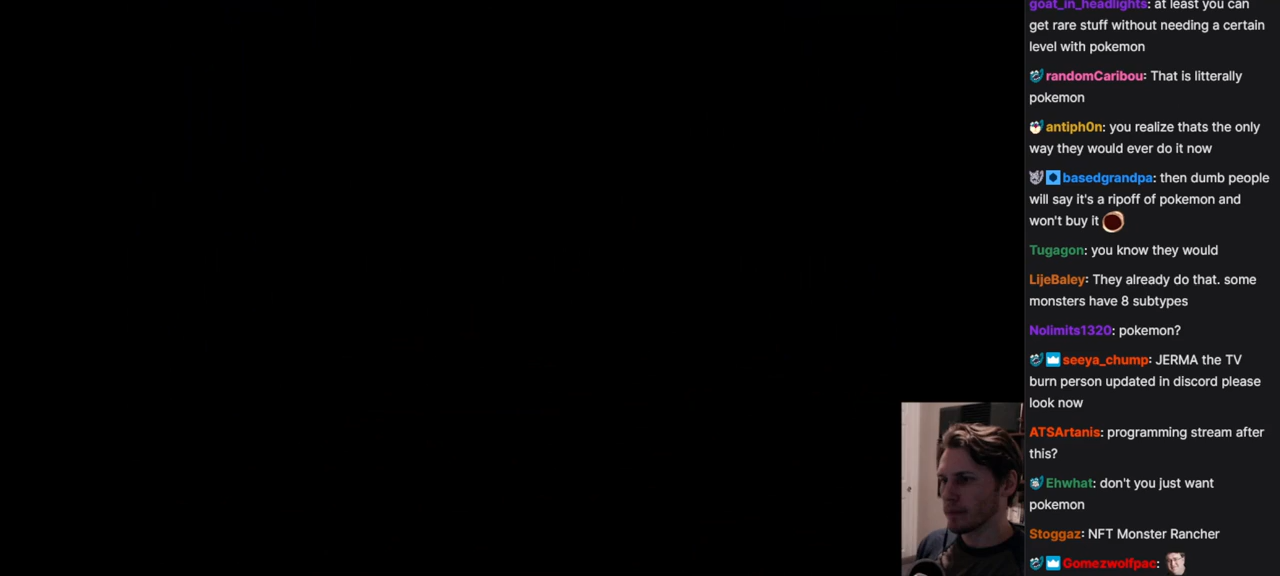 goat_in_headlights: at least you can
get rare stuff without needing a certain
level with pokemon
randomCaribou: That is litterally
pokemon
antiph0n: you realize thats the only
way they would ever do it now
basedgrandpa: then dumb people
will say it's a ripoff of pokemon and
won't buy it
Tugagon: you know they would
LijeBaley: They already do that. some
monsters have 8 subtypes
Nolimits1320: pokemon?
seeya_chump: JERMA the TV
burn person updated in discord please
look now
ATSArtanis: programming stream after
this?
Ehwhat: don't you just want
pokemon
Stoggaz: NFT Monster Rancher
Gomezwolfpac: